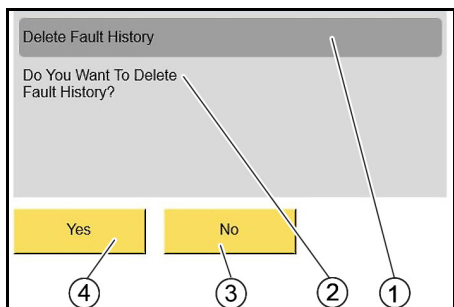 Delete Fault History
Do You Want To Delete
Fault History?
Yes
No
4
3
2
1